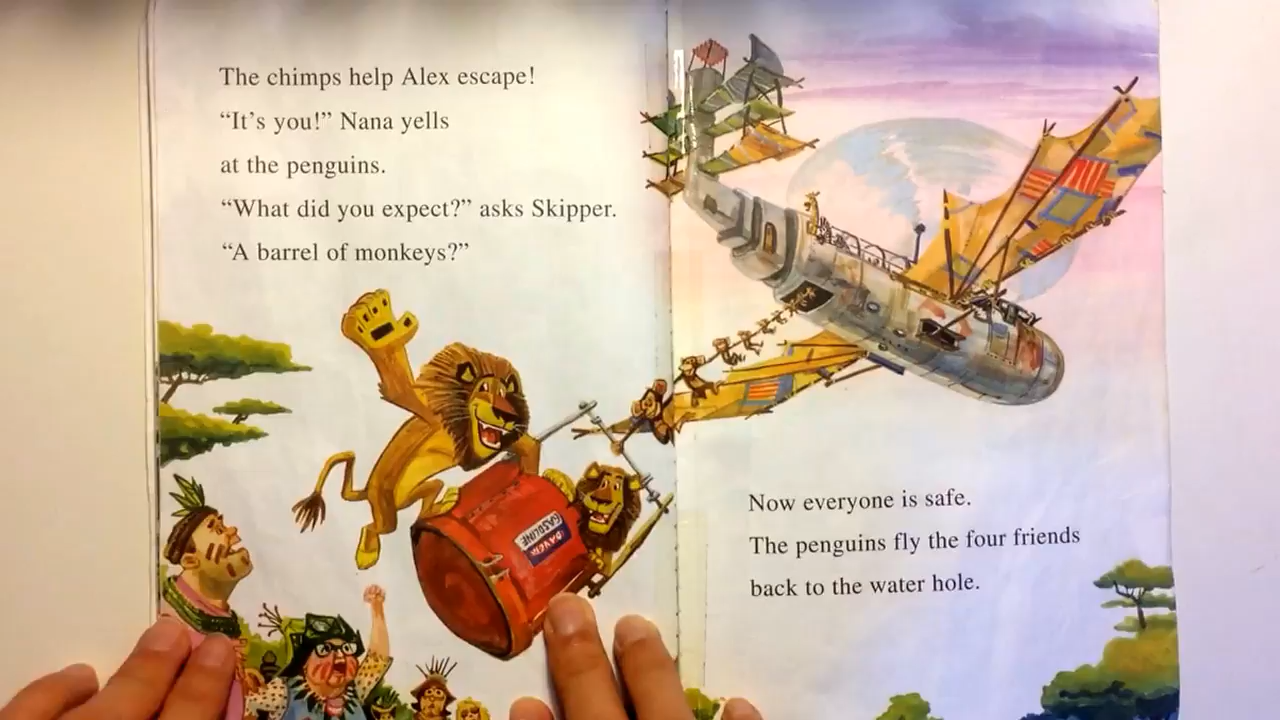 The chimps help Alex escape!
“It’s you!” Nana yells
at the penguins.
“What did you expect?” asks Skipper.
“A barrel of monkeys?”
GASOLINE
Now everyone is safe.
The penguins fly the four friends
back to the water hole.